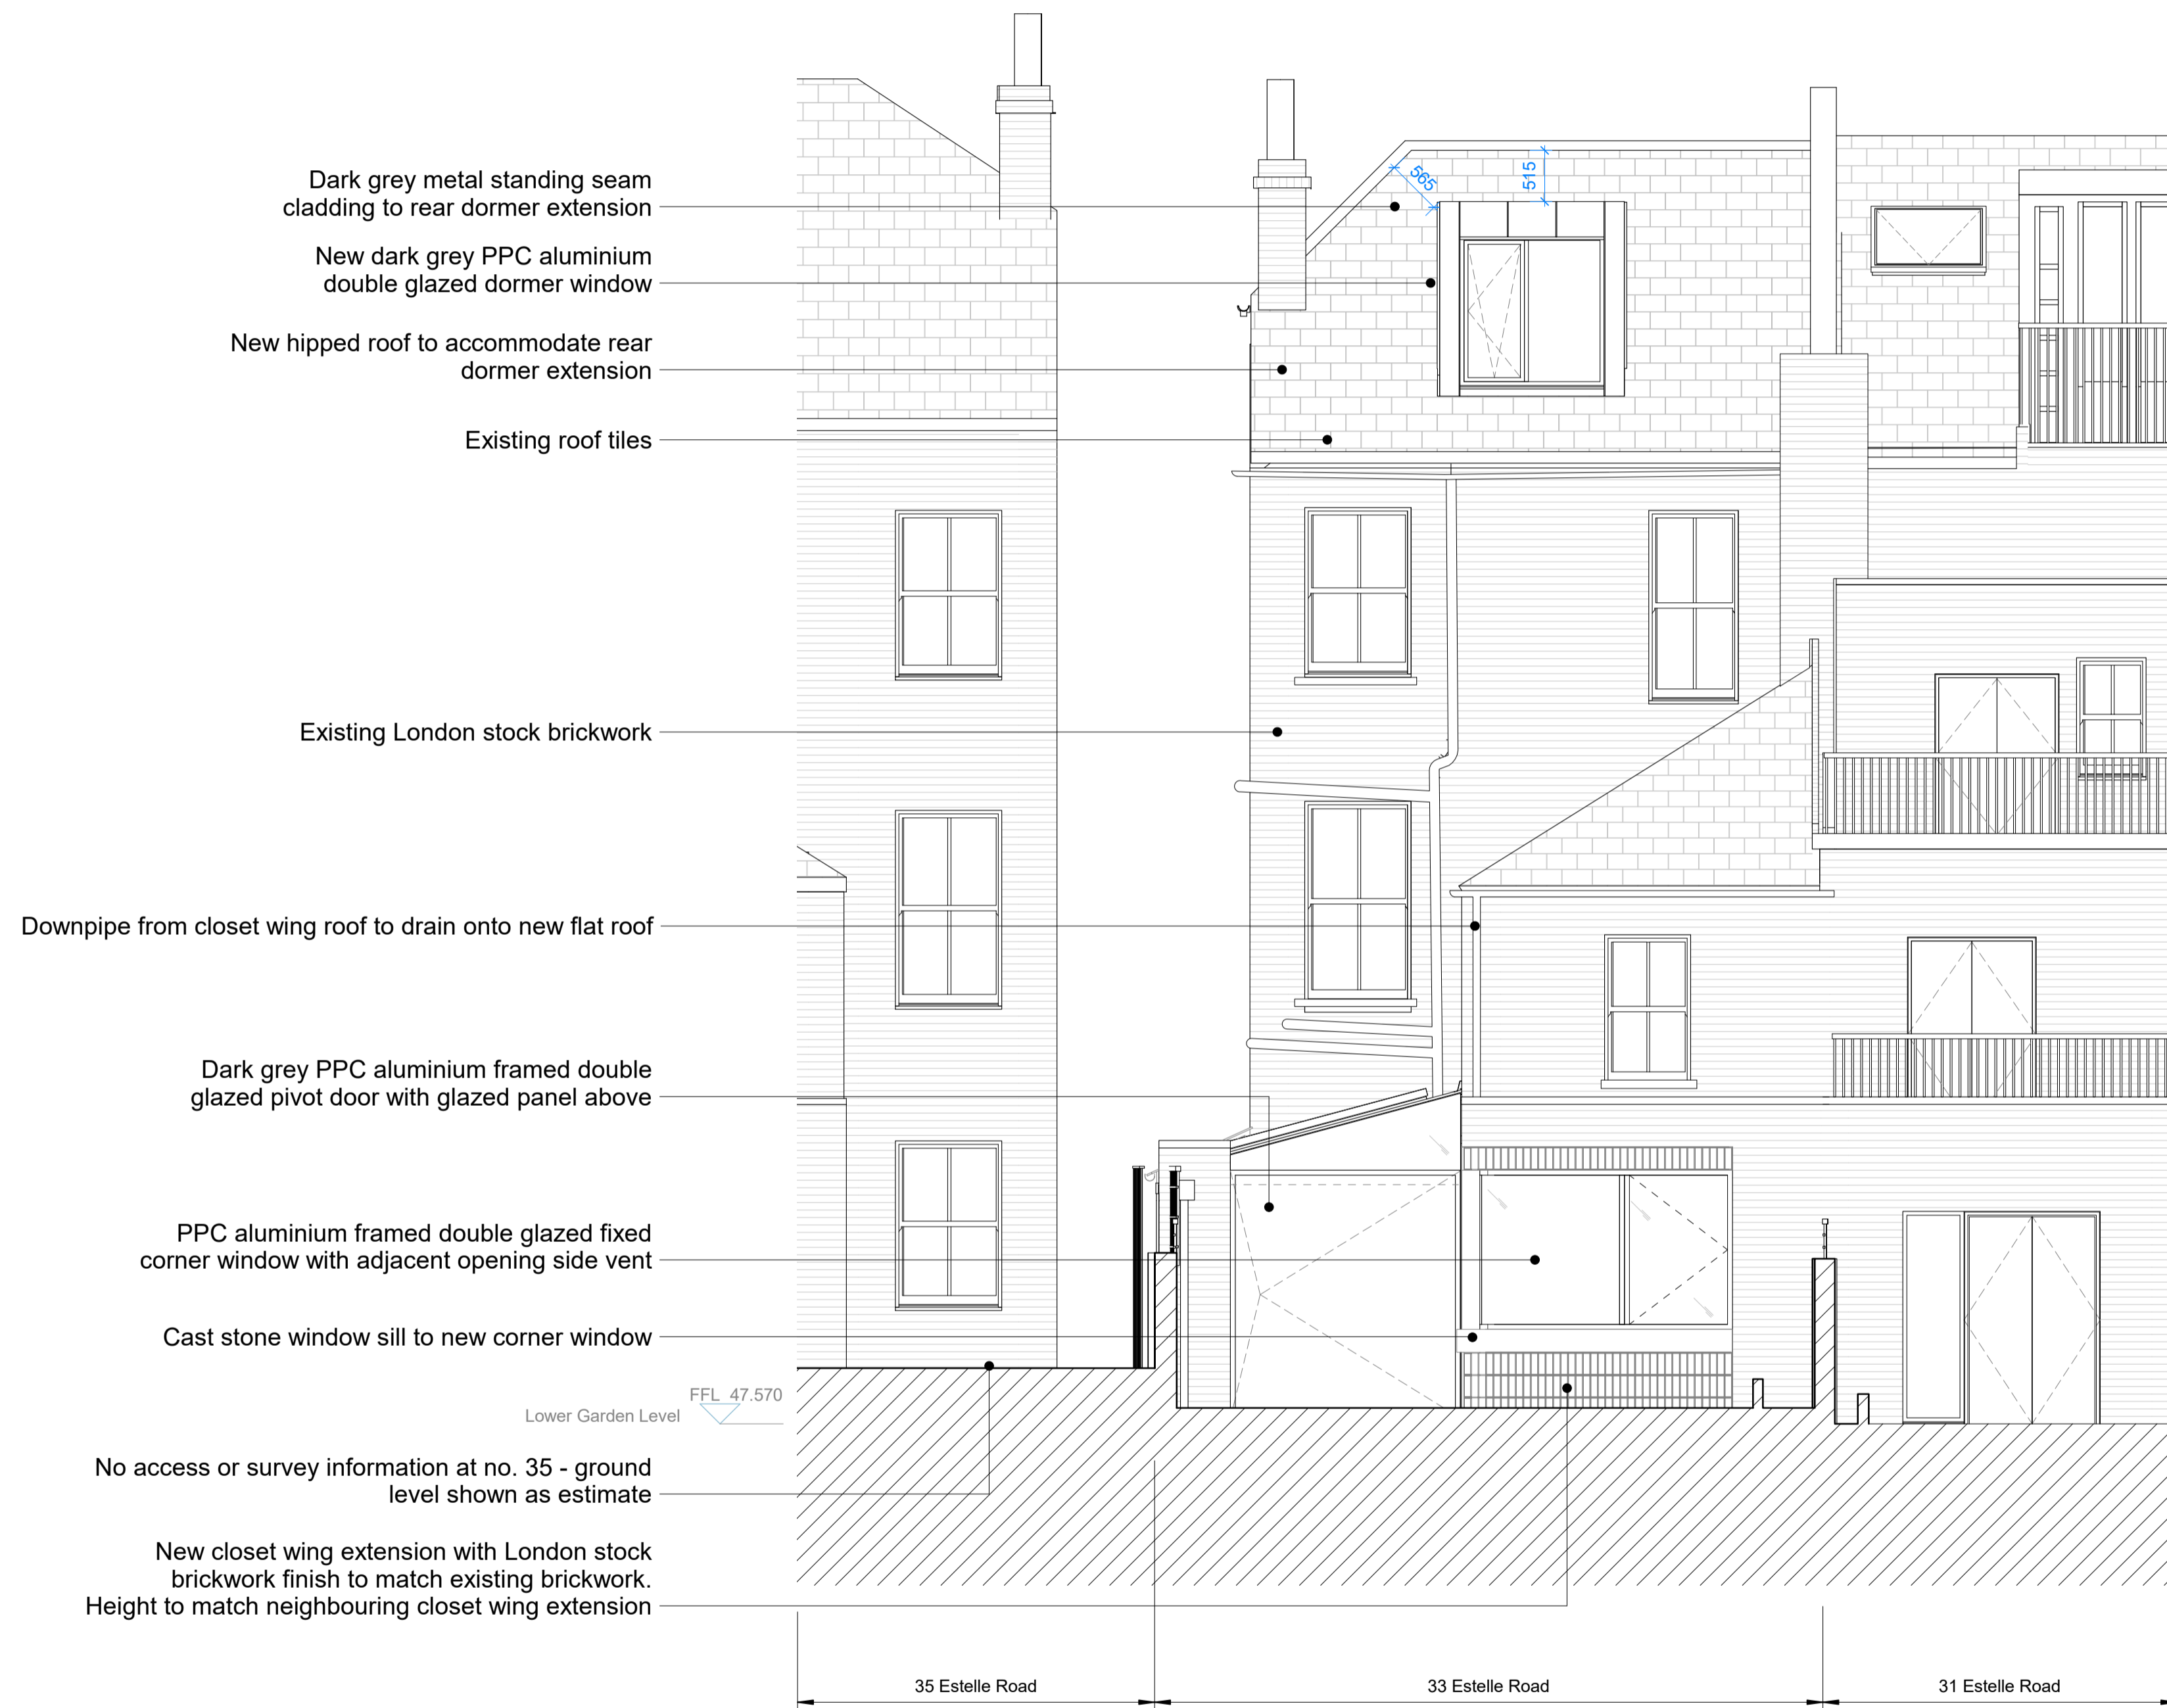 Dark grey metal standing seam
cladding to rear dormer extension
New dark grey PPC aluminium
double glazed dormer window
New hipped roof to accommodate rear
dormer extension
Existing roof tiles
565
515
Existing London stock brickwork
Downpipe from closet wing roof to drain onto new flat roof
Dark grey PPC aluminium framed double
glazed pivot door with glazed panel above
PPC aluminium framed double glazed fixed
corner window with adjacent opening side vent
Cast stone window sill to new corner window
FFL 47.570
Lower Garden Level
No access or survey information at no. 35 - ground
level shown as estimate
New closet wing extension with London stock
brickwork finish to match existing brickwork.
Height to match neighbouring closet wing extension
35 Estelle Road
33 Estelle Road
31 Estelle Road